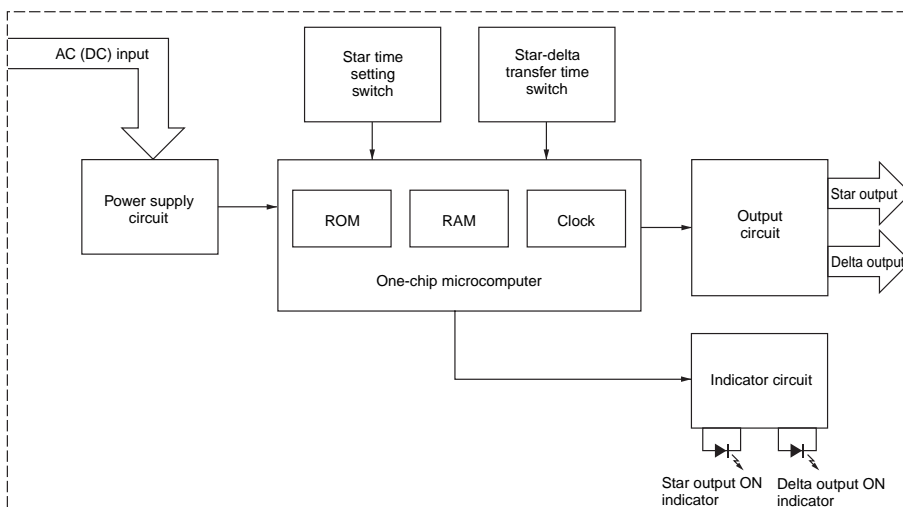 AC (DC) input
Star time
setting
switch
Star-delta
transfer time
switch
Power supply
circuit
ROM
RAM
Clock
One-chip microcomputer
Output
circuit
Star output
Delta output
Indicator circuit
Star output ON
indicator
Delta output ON
indicator